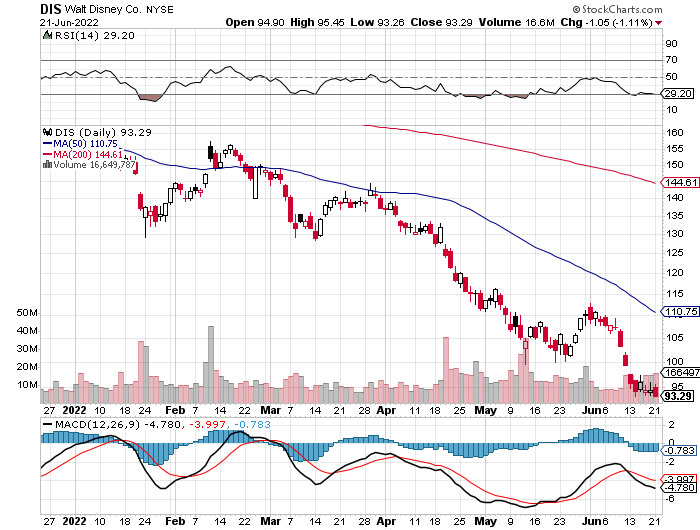 DIS Walt Disney Co. NYSE © StockCharts.com
21-Jun-2022 Open 94.90 High 95.45 Low 93.26 Close 93.29 Volume 16.6M Chg -1.05 (-1.11%)
RSI(14) 29.20
90
70
50
29.20
10
DIS (Daily) 93.29
MA(50) 110.75
MA(200) 144.61
Volume 16,649,787
160
155
150
144.61
140
135
130
125
120
115
110.75
105
100
166497
95
93.29
50M
40M
30M
20M
10M
27 2022 10 18 24 Feb 7 14 22 Mar 7 14 21 Apr 11 18 25 May 9 16 23 Jun 6 13 21
MACD(12,26,9) -4.780, -3.997, -0.783
2
0
-0.783
-2
-3.997
-4.780
-6
27 2022 10 18 24 Feb 7 14 22 Mar 7 14 21 Apr 11 18 25 May 9 16 23 Jun 6 13 21